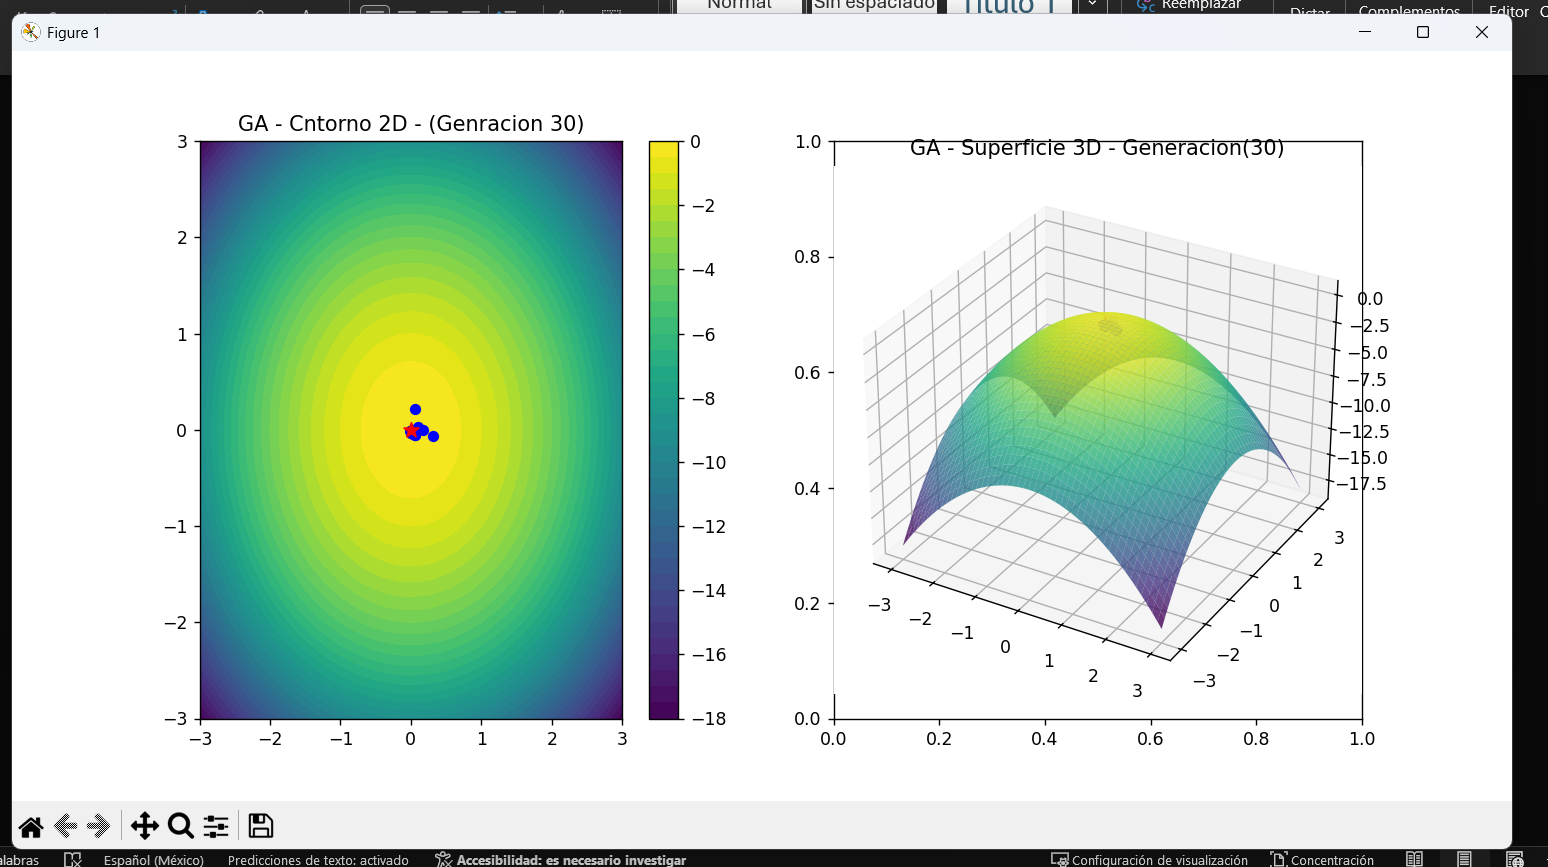 Normal
Sin espaciado
Título 1
Reemplazar
Dictar
Complementos
Editor
Figure 1
GA - Cntorno 2D - (Genracion 30)
3
2
1
0
−1
−2
−3
−3 −2 −1 0 1 2 3
0
−2
−4
−6
−8
−10
−12
−14
−16
−18
GA - Superficie 3D - Generacion(30)
1.0
0.8
0.6
0.4
0.2
0.0
0.0 0.2 0.4 0.6 0.8 1.0
0.0
−2.5
−5.0
−7.5
−10.0
−12.5
−15.0
−17.5
−3 −2 −1 0 1 2 3
3
2
1
0
−1
−2
−3
Español (México) Predicciones de texto: activado Accesibilidad: es necesario investigar Configuración de visualización Concentración